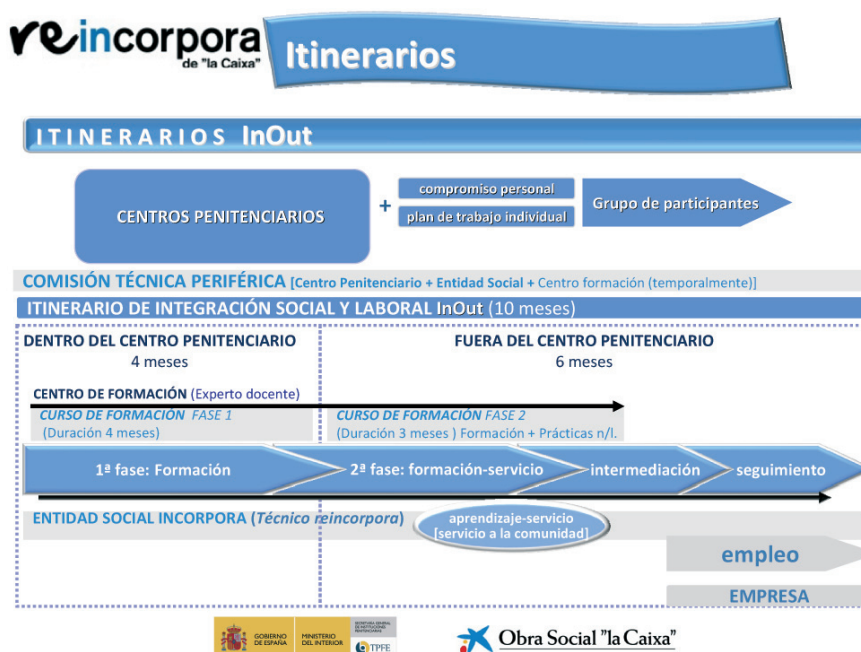 reincorpora
de "la Caixa"
Itinerarios
ITINERARIOS InOut
CENTROS PENITENCIARIOS
+
compromiso personal
plan de trabajo individual
Grupo de participantes
COMISIÓN TÉCNICA PERIFÉRICA [Centro Penitenciario + Entidad Social + Centro formación (temporalmente)]
ITINERARIO DE INTEGRACIÓN SOCIAL Y LABORAL InOut (10 meses)
DENTRO DEL CENTRO PENITENCIARIO
4 meses
FUERA DEL CENTRO PENITENCIARIO
6 meses
CENTRO DE FORMACIÓN (Experto docente)
CURSO DE FORMACIÓN FASE 1
(Duración 4 meses)
CURSO DE FORMACIÓN FASE 2
(Duración 3 meses ) Formación + Prácticas n/l.
1ª fase: Formación
2ª fase: formación-servicio
intermediación
seguimiento
ENTIDAD SOCIAL INCORPORA (Técnico reincorpora)
aprendizaje-servicio
[servicio a la comunidad]
empleo
EMPRESA
GOBIERNO
DE ESPAÑA
MINISTERIO
DEL INTERIOR
SECRETARÍA GENERAL
DE INSTITUCIONES
PENITENCIARIAS
TPFE
Obra Social "la Caixa"